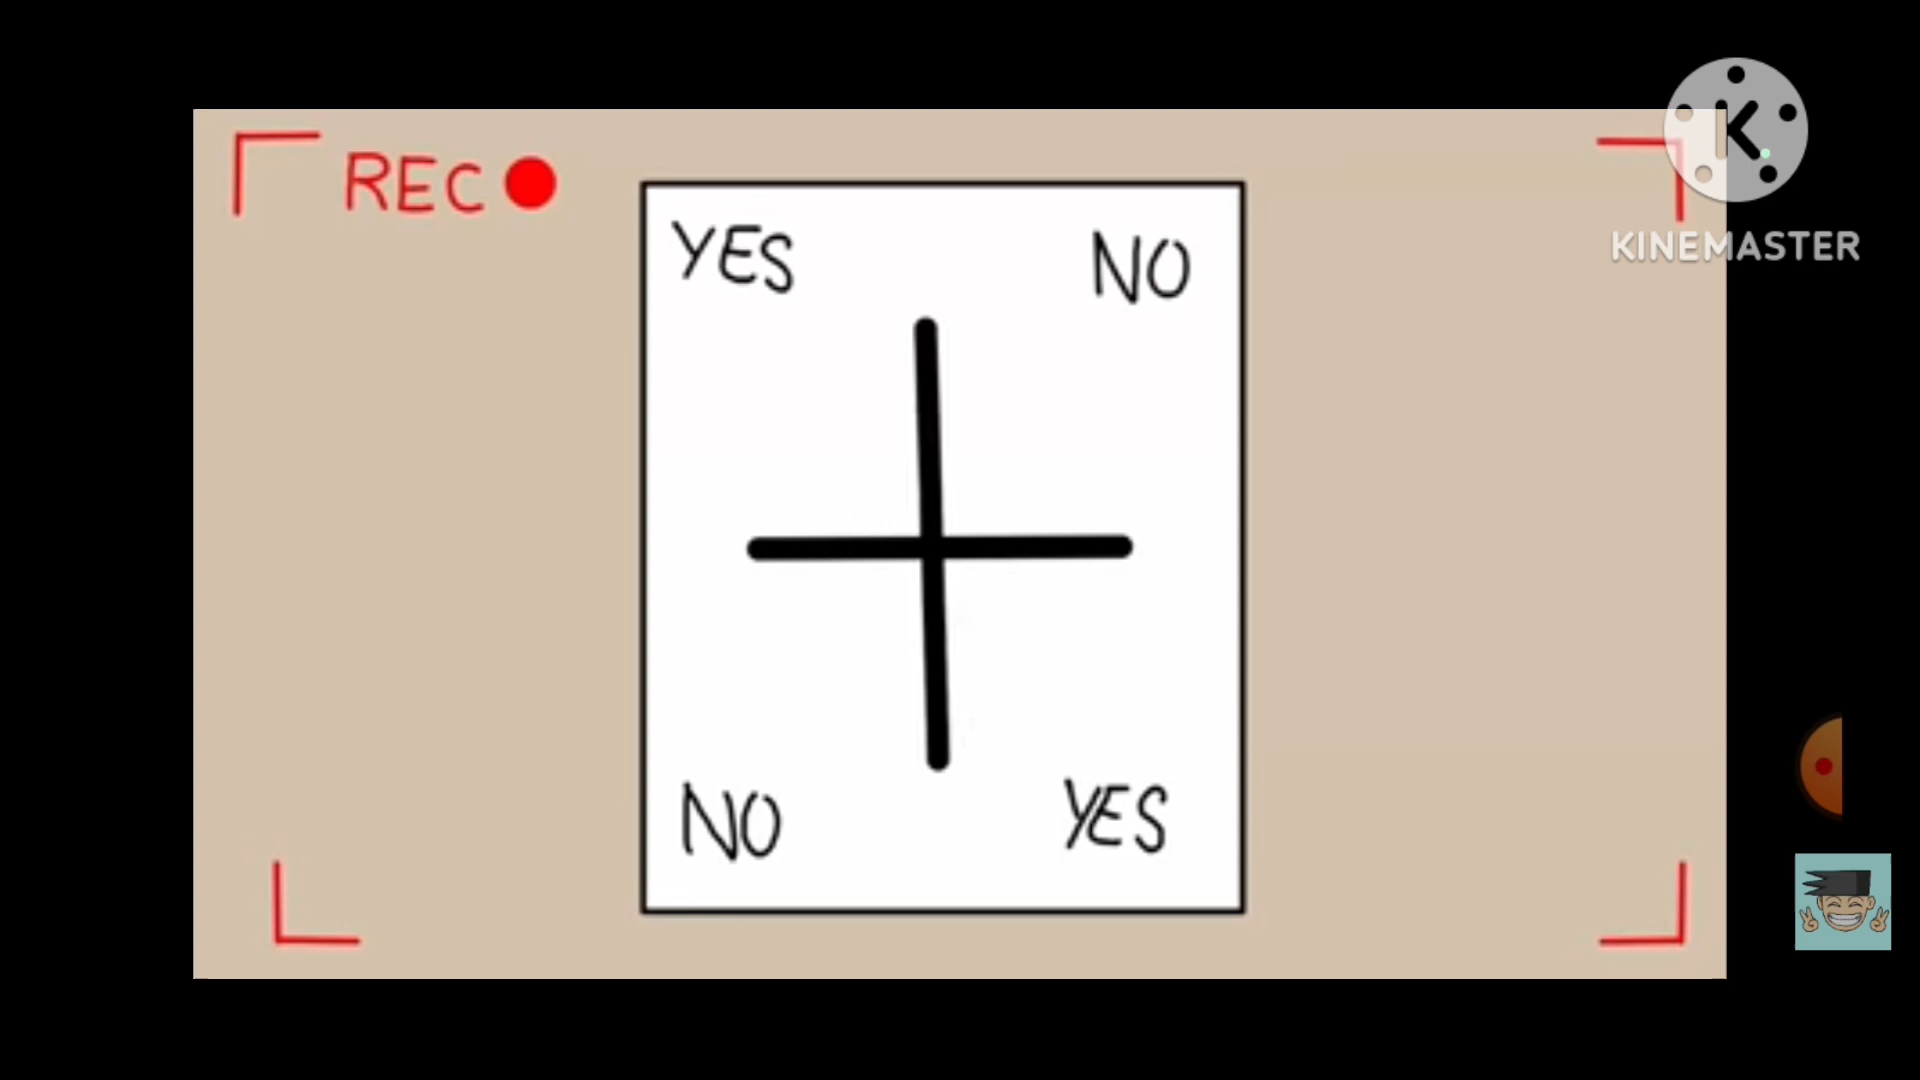 REC
YES NO
NO YES
K
KINEMASTER